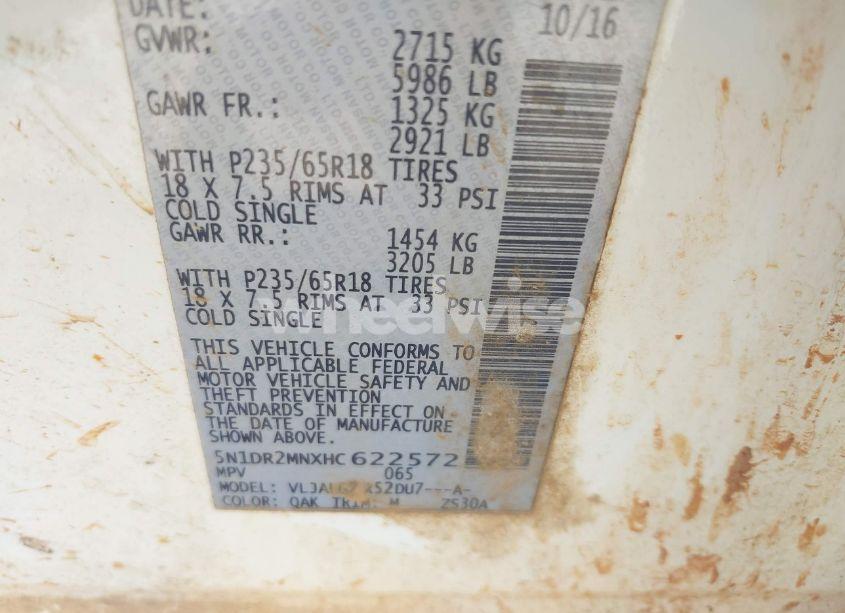 DATE: 10/16
GVWR: 2715 KG
5986 LB
GAWR FR.: 1325 KG
2921 LB
WITH P235/65R18 TIRES
18 X 7.5 RIMS AT 33 PSI
COLD SINGLE
GAWR RR.: 1454 KG
3205 LB
WITH P235/65R18 TIRES
18 X 7.5 RIMS AT 33 PSI
COLD SINGLE
wheelwise
THIS VEHICLE CONFORMS TO
ALL APPLICABLE FEDERAL
MOTOR VEHICLE SAFETY AND
THEFT PREVENTION
STANDARDS IN EFFECT ON
THE DATE OF MANUFACTURE
SHOWN ABOVE.
5N1DR2MNXHC622572
MPV 065
MODEL:
COLOR: QAK TRIM: ZS30A